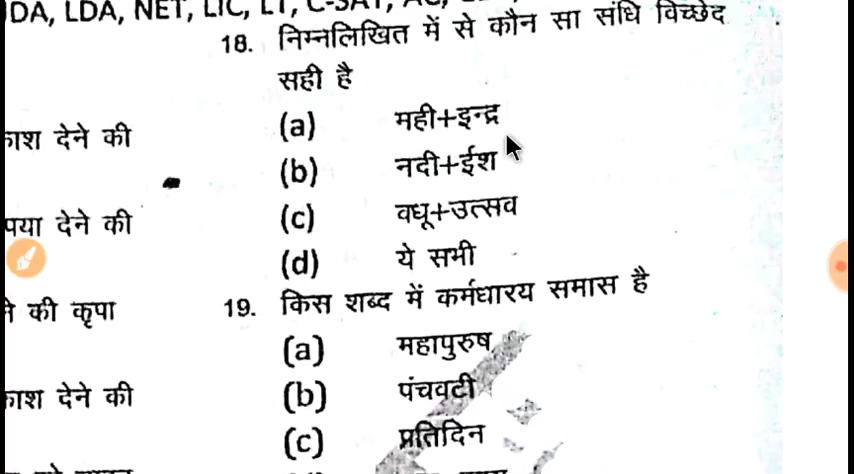 DA, LDA, NET, LIC, LT, C-SAT,
18. निम्नलिखित में से कौन सा संधि विच्छेद
सही है
(a) मही+इन्द्र
(b) नदी+ईश
(c) वधू+उत्सव
(d) ये सभी
19. किस शब्द में कर्मधारय समास है
(a) महापुरुष
(b) पंचवटी
(c) प्रतिदिन
देने की
देने की
की कृपा
देने की